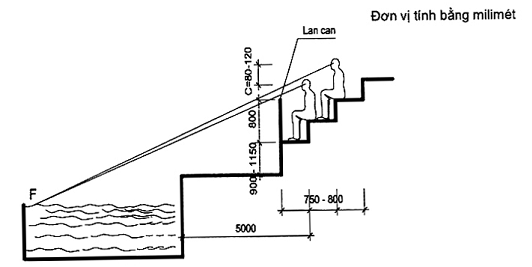 Đơn vị tính bằng milimét
Lan can
C=80-120
800
900 - 1150
F
750 - 800
5000